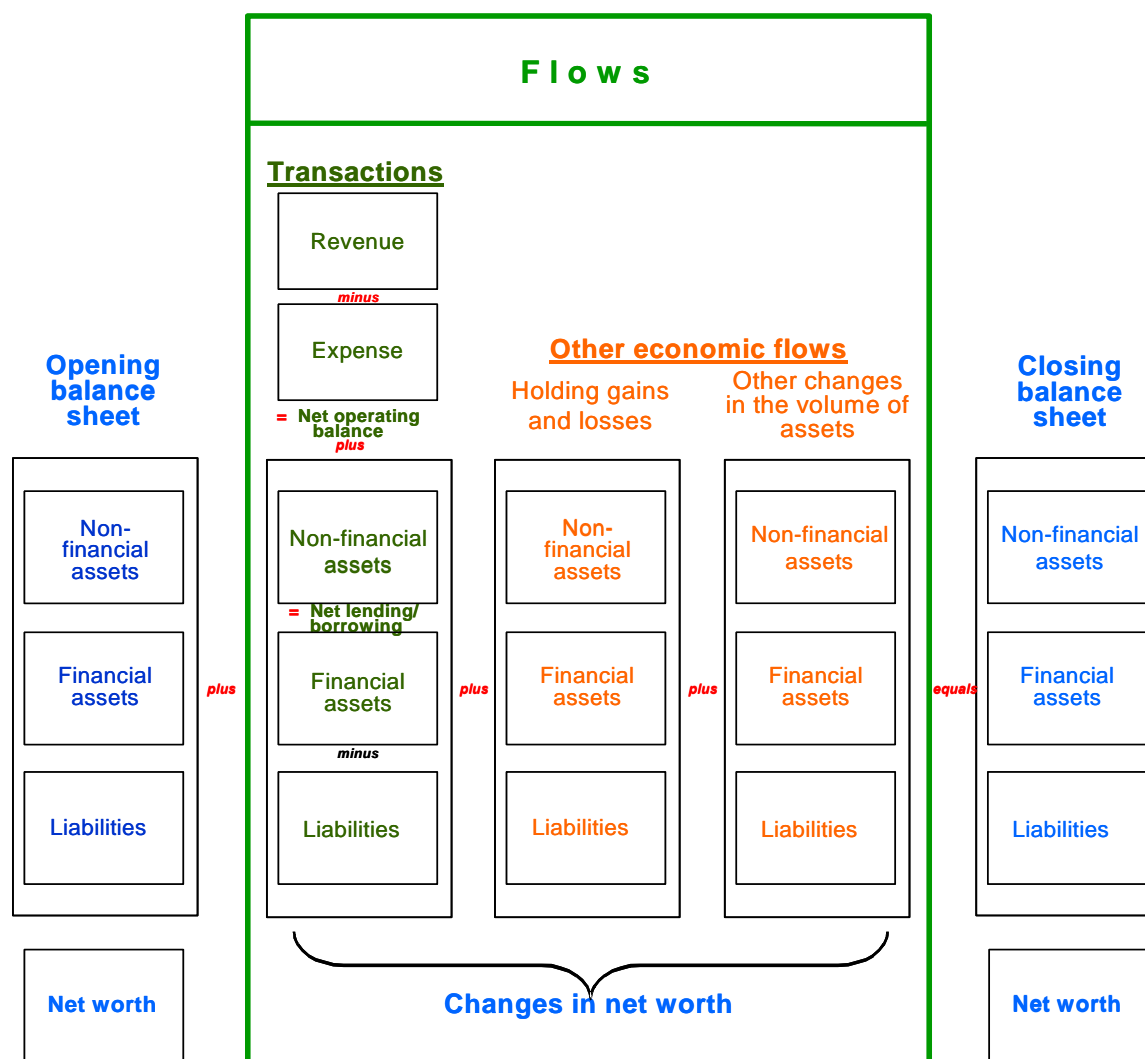 Flows
Transactions
Revenue
minus
Expense
= Net operating
balance
plus
Opening
balance
sheet
Other economic flows
Holding gains
and losses
Other changes
in the volume of
assets
Closing
balance
sheet
Non-
financial
assets
Non-financial
assets
Non-
financial
assets
Non-financial
assets
Non-financial
assets
= Net lending/
borrowing
Financial
assets
plus
Financial
assets
plus
Financial
assets
plus
Financial
assets
equals
Financial
assets
minus
Liabilities
Liabilities
Liabilities
Liabilities
Liabilities
Net worth
Changes in net worth
Net worth